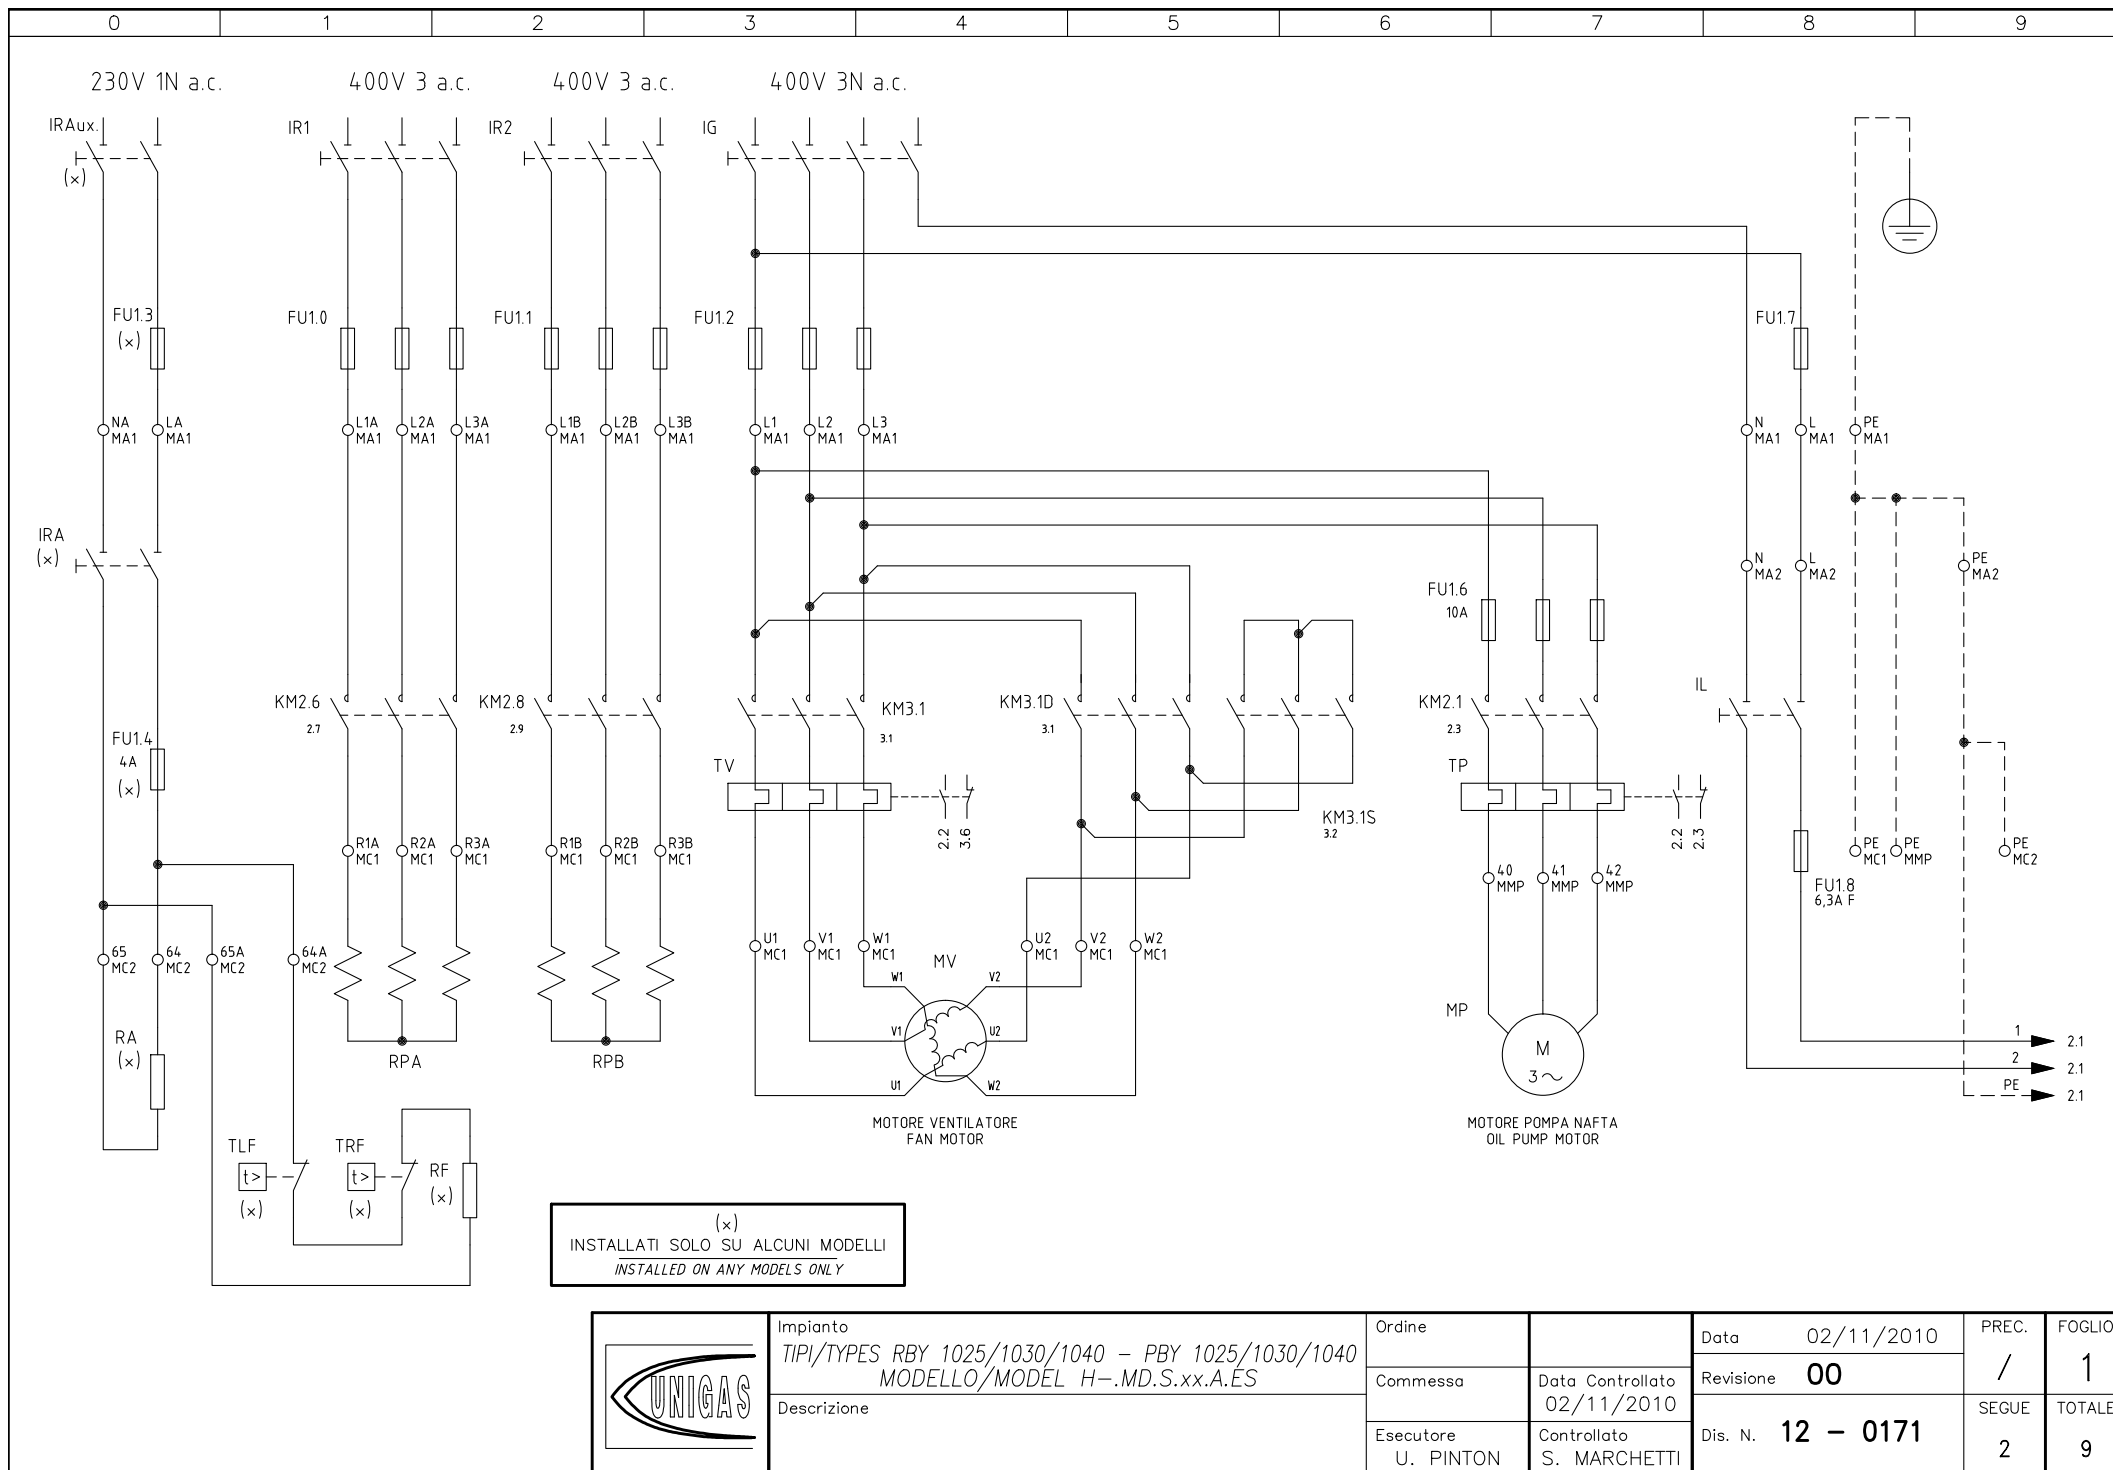 0 1 2 3 4 5 6 7 8 9
230V 1N a.c. 400V 3 a.c. 400V 3 a.c. 400V 3N a.c.
IRAux. IR1 IR2 IG
(x)
FU1.3 FU1.0 FU1.1 FU1.2 FU1.7
(x)
NA LA L1A L2A L3A L1B L2B L3B L1 L2 L3 N L PE
MA1 MA1 MA1 MA1 MA1 MA1 MA1 MA1 MA1 MA1 MA1 MA1 MA1 MA1
IRA
(x)
N L PE
MA2 MA2 MA2
FU1.6
10A
KM2.6 KM2.8 KM3.1 KM3.1D KM2.1 IL
2.7 2.9 3.1 3.1 2.3
FU1.4
4A
(x)
TV TP
2.2 3.6 2.2 2.3
KM3.1S
3.2
R1A R2A R3A R1B R2B R3B
MC1 MC1 MC1 MC1 MC1 MC1
PE PE PE
MC1 MMP MC2
40 41 42
MMP MMP MMP
FU1.8
6,3A F
65 64 65A 64A
MC2 MC2 MC2 MC2
U1 V1 W1 U2 V2 W2
MC1 MC1 MC1 MC1 MC1 MC1
MV
W1 V2
V1 U2
U1 W2
MP
M
3~
RA
(x)
RPA RPB
1 2.1
2 2.1
PE 2.1
MOTORE VENTILATORE
FAN MOTOR
MOTORE POMPA NAFTA
OIL PUMP MOTOR
TLF TRF RF
t> t> (x)
(x) (x)
(x)
INSTALLATI SOLO SU ALCUNI MODELLI
INSTALLED ON ANY MODELS ONLY
UNIGAS
Impianto
TIPI/TYPES RBY 1025/1030/1040 - PBY 1025/1030/1040
MODELLO/MODEL H-.MD.S.xx.A.ES
Descrizione
Ordine
Commessa
Esecutore
U. PINTON
Data Controllato
02/11/2010
Controllato
S. MARCHETTI
Data 02/11/2010
Revisione 00
Dis. N. 12 - 0171
PREC.
/
SEGUE
2
FOGLIO
1
TOTALE
9